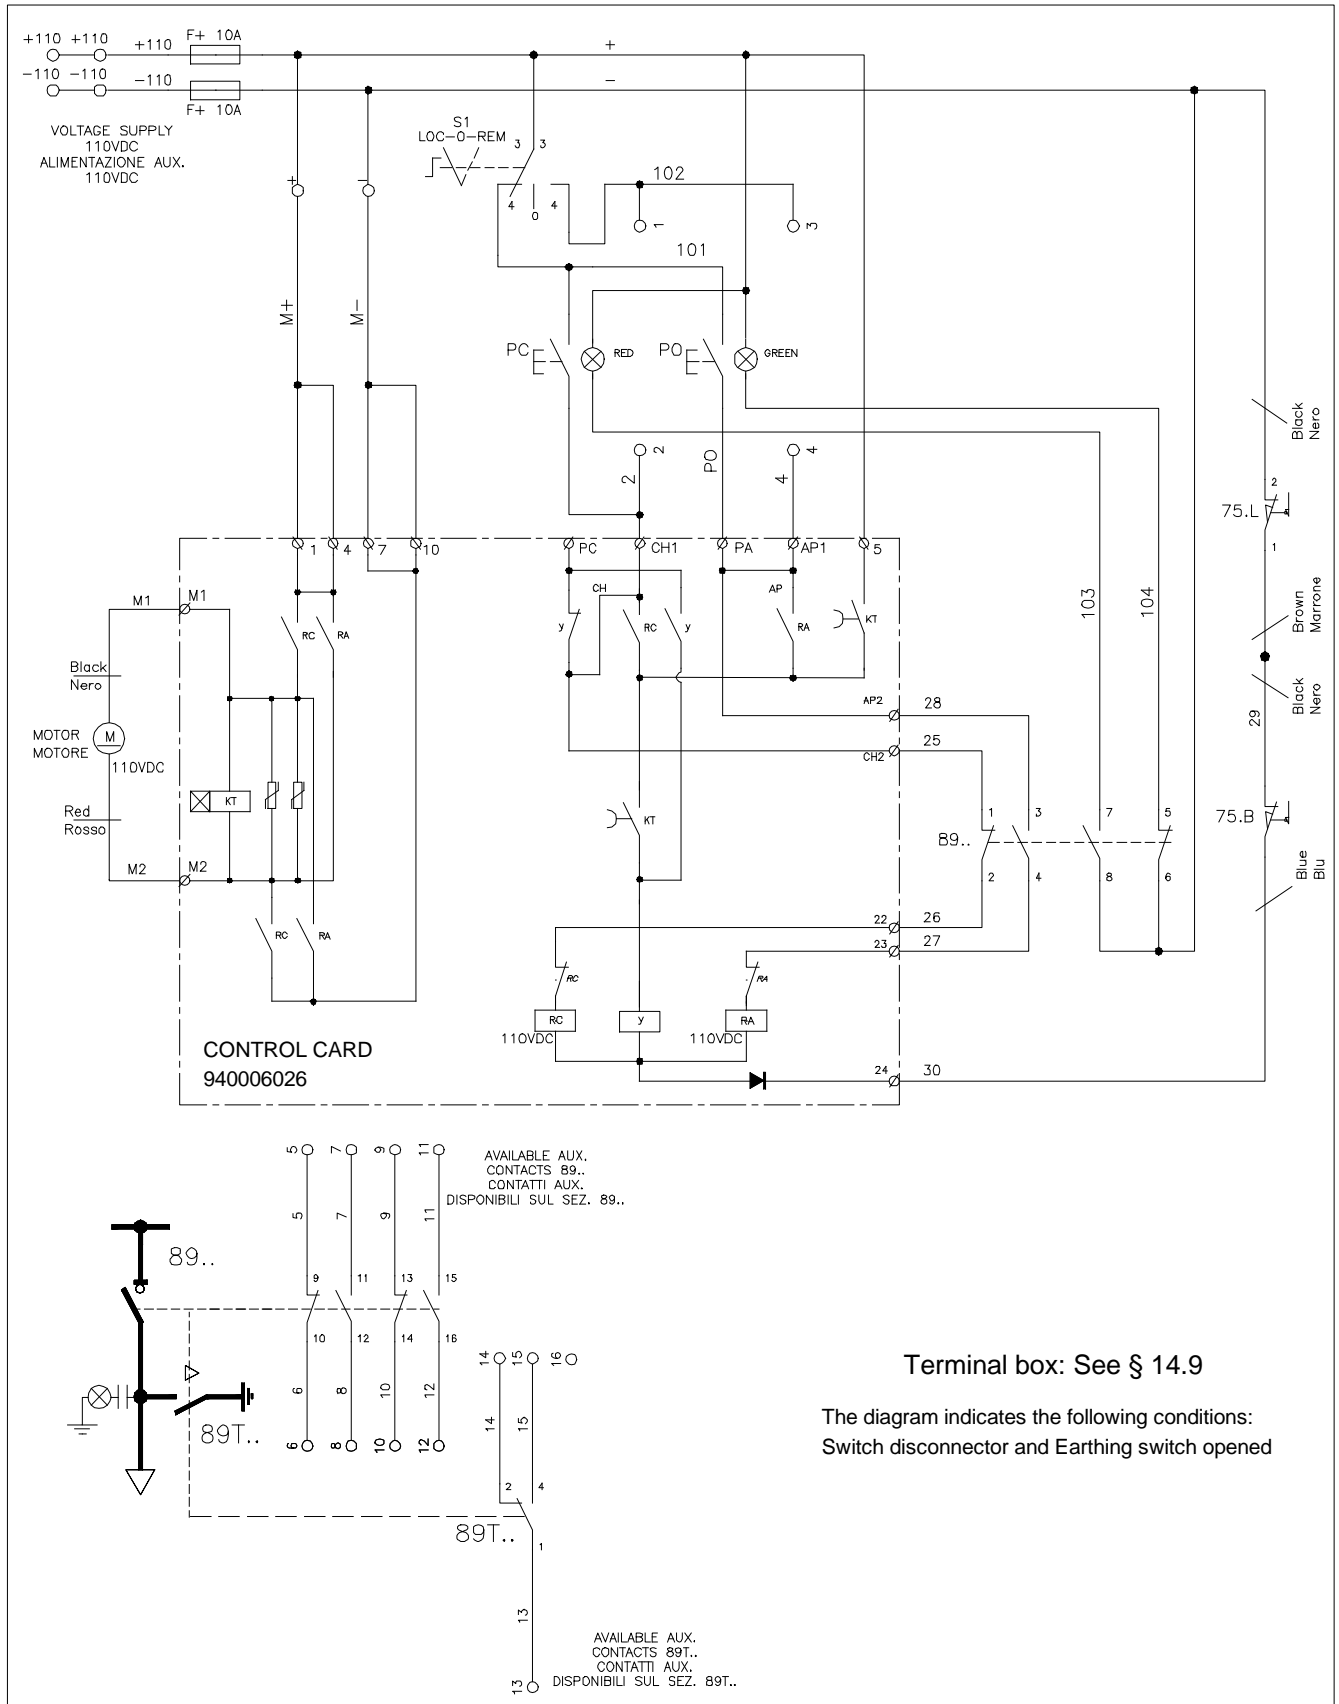 +110 +110 +110 F+ 10A +
-110 -110 -110 F+ 10A -
VOLTAGE SUPPLY
110VDC
ALIMENTAZIONE AUX.
110VDC
S1
LOC-O-REM
3 3
4 0 4
102
1 3
101
+ -
M+ M-
PC RED PO GREEN
2 PO 4
2 4
Black
Nero
2
75.L
1
1 4 7 10 PC CH1 PA AP1 5
CH AP
M1 M1
RC RA y RC y RA KT
103 104
Brown
Marrone
Black
Nero
MOTOR
MOTORE
M
110VDC
Black
Nero
29
AP2 28
CH2 25
KT
Red
Rosso
KT
1 3 7 5
89..
2 4 8 6
75.B
M2 M2
Blue
Blu
RC RA
22 26
23 27
RC RA
RC y RA
110VDC 110VDC
24 30
CONTROL CARD
940006026
5 7 9 11
AVAILABLE AUX.
CONTACTS 89..
CONTATTI AUX.
DISPONIBILI SUL SEZ. 89..
5 7 9 11
89..
9 11 13 15
10 12 14 16
14 15 16
6 8 10 12
89T..
6 8 10 12
14 15
2 4
89T..
1
13
13
AVAILABLE AUX.
CONTACTS 89T..
CONTATTI AUX.
DISPONIBILI SUL SEZ. 89T..
Terminal box: See § 14.9
The diagram indicates the following conditions:
Switch disconnector and Earthing switch opened